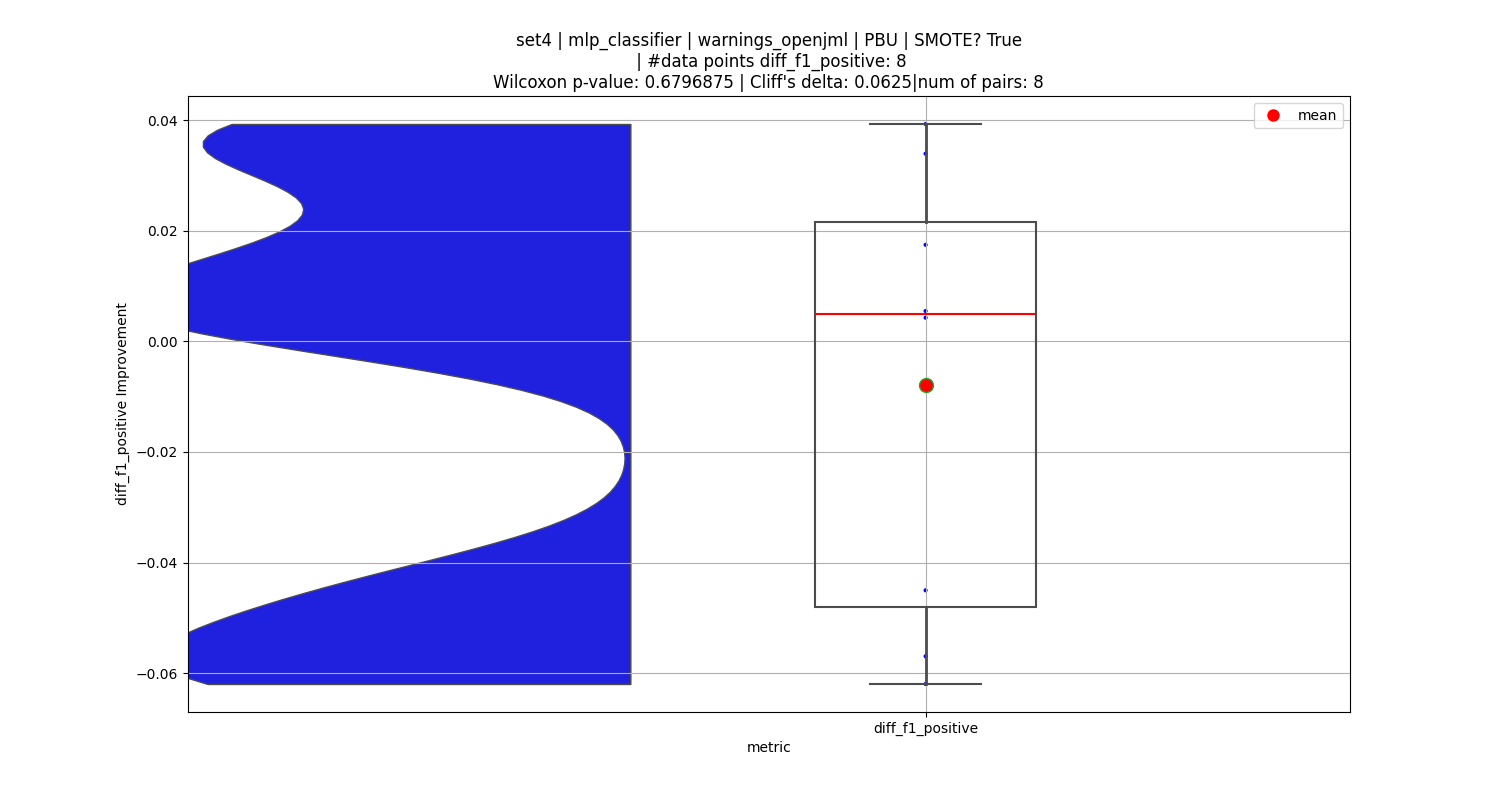 set4 | mlp_classifier | warnings_openjml | PBU | SMOTE? True
| #data points diff_f1_positive: 8
Wilcoxon p-value: 0.6796875 | Cliff's delta: 0.0625|num of pairs: 8
mean
0.04
0.02
0.00
−0.02
−0.04
−0.06
diff_f1_positive Improvement
diff_f1_positive
metric